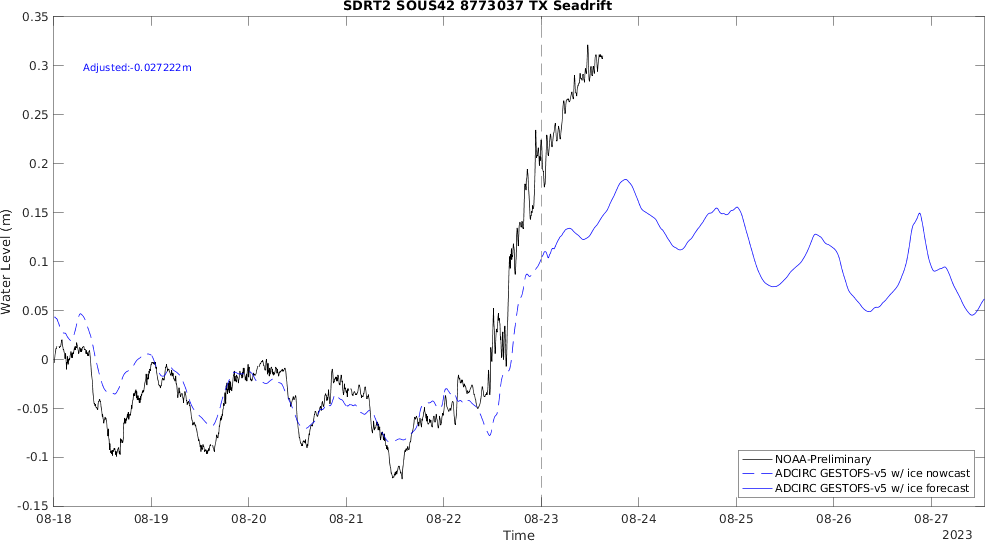 SDRT2 SOUS42 8773037 TX Seadrift
Adjusted:-0.027222m
Water Level (m)
0.35
0.3
0.25
0.2
0.15
0.1
0.05
0
-0.05
-0.1
-0.15
NOAA-Preliminary
ADCIRC GESTOFS-v5 w/ ice nowcast
ADCIRC GESTOFS-v5 w/ ice forecast
08-18 08-19 08-20 08-21 08-22 08-23 08-24 08-25 08-26 08-27
Time
2023